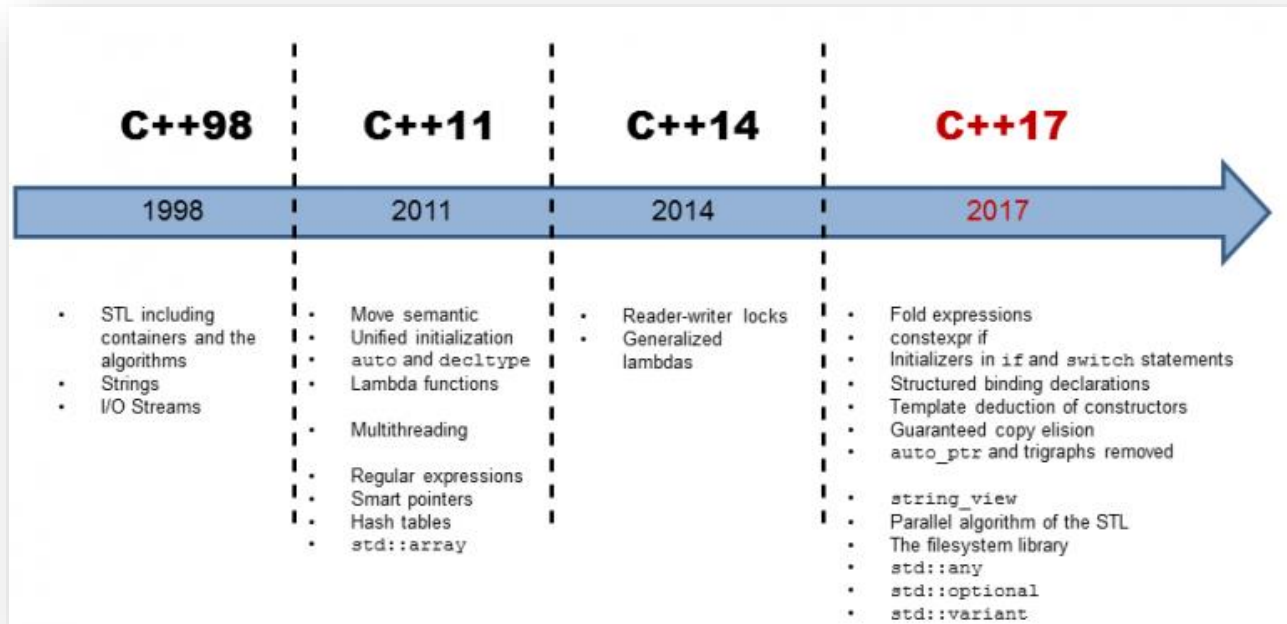 C++98
C++11
C++14
C++17
1998
2011
2014
2017
• STL including
containers and the
algorithms
• Strings
• I/O Streams
• Move semantic
• Unified initialization
• auto and decltype
• Lambda functions
• Multithreading
• Regular expressions
• Smart pointers
• Hash tables
• std::array
• Reader-writer locks
• Generalized
lambdas
• Fold expressions
• constexpr if
• Initializers in if and switch statements
• Structured binding declarations
• Template deduction of constructors
• Guaranteed copy elision
• auto_ptr and trigraphs removed
• string_view
• Parallel algorithm of the STL
• The filesystem library
• std::any
• std::optional
• std::variant